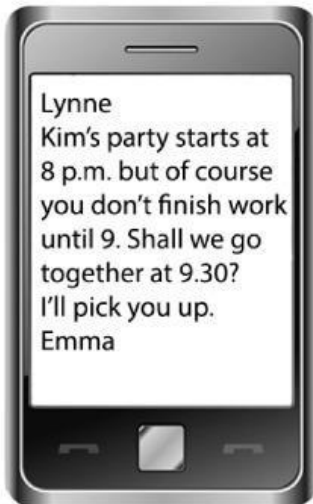 Lynne
Kim's party starts at
8 p.m. but of course
you don't finish work
until 9. Shall we go
together at 9.30?
I'll pick you up.
Emma